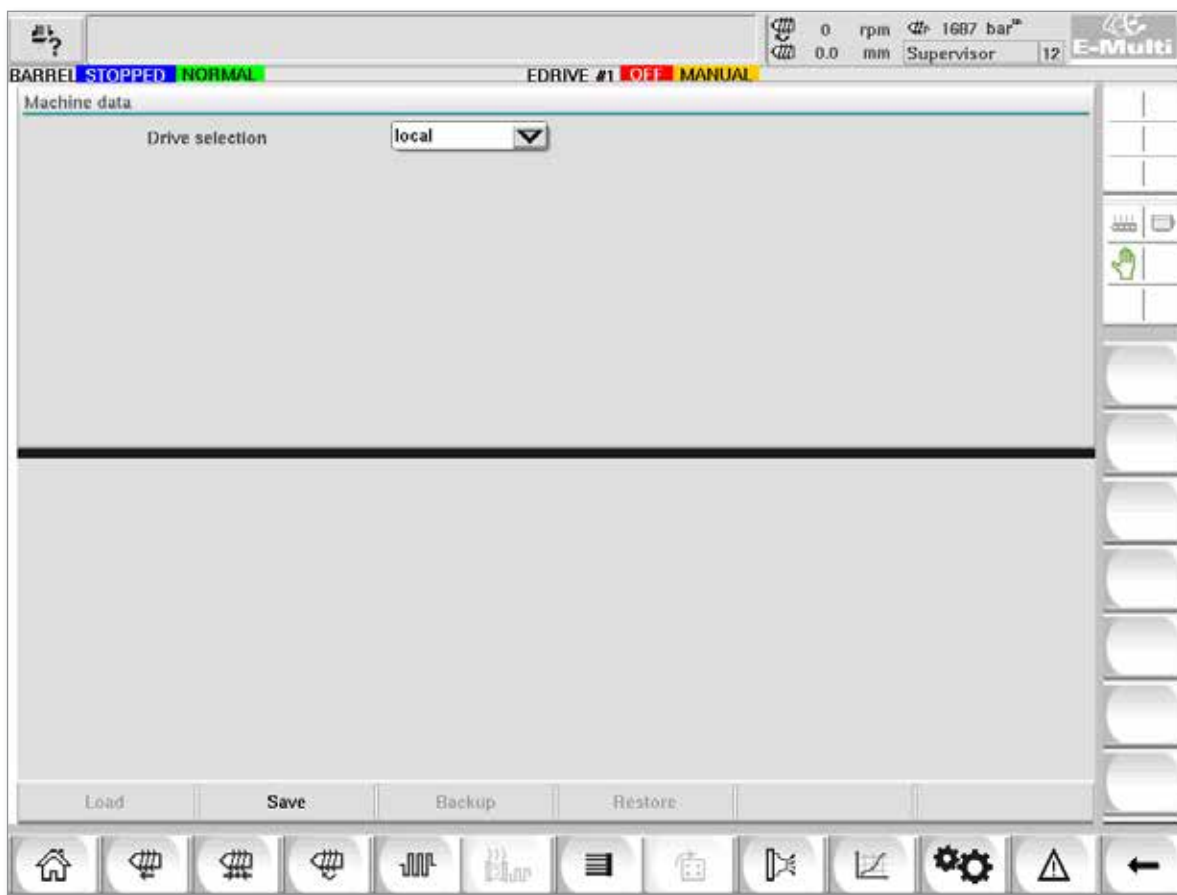 ?
0 rpm 1687 bar
E-Multi
0.0 mm Supervisor 12
BARREL STOPPED NORMAL EDRIVE #1 OFF MANUAL
Machine data
Drive selection local
Load Save Backup Restore